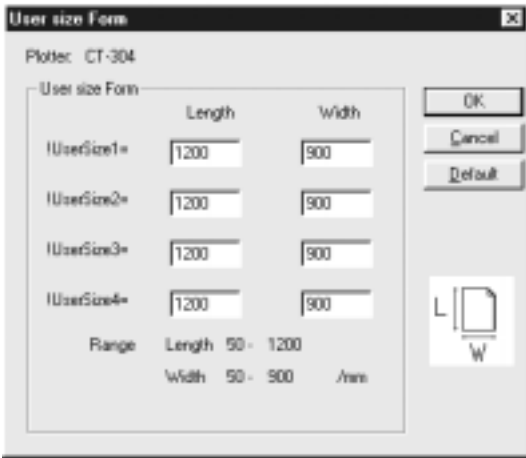 User size Form
Plotter: CT-304
User size Form
Length Width
!UserSize1= 1200 900
!UserSize2= 1200 900
!UserSize3= 1200 900
!UserSize4= 1200 900
Range Length 50 - 1200
Width 50 - 900 /mm
OK
Cancel
Default
L
W